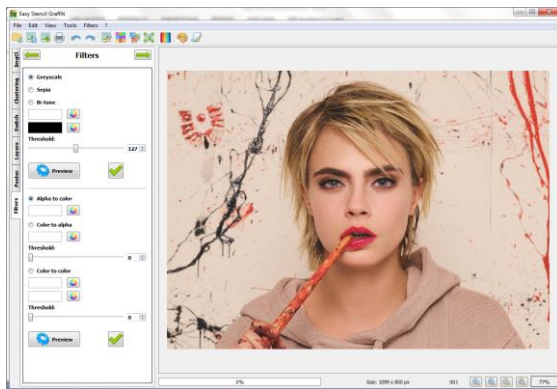 Easy Stencil Graffiti
File Edit View Tools Filters ?
Filters
Greyscale
Sepia
Bi-tone
Threshold:
127
Preview
Alpha to color
Color to alpha
Threshold:
0
Color to color
Threshold:
0
Preview
Clustering
Switch
Layers
Poster
Filters
5%
Size: 1099 x 800 px
001
77%